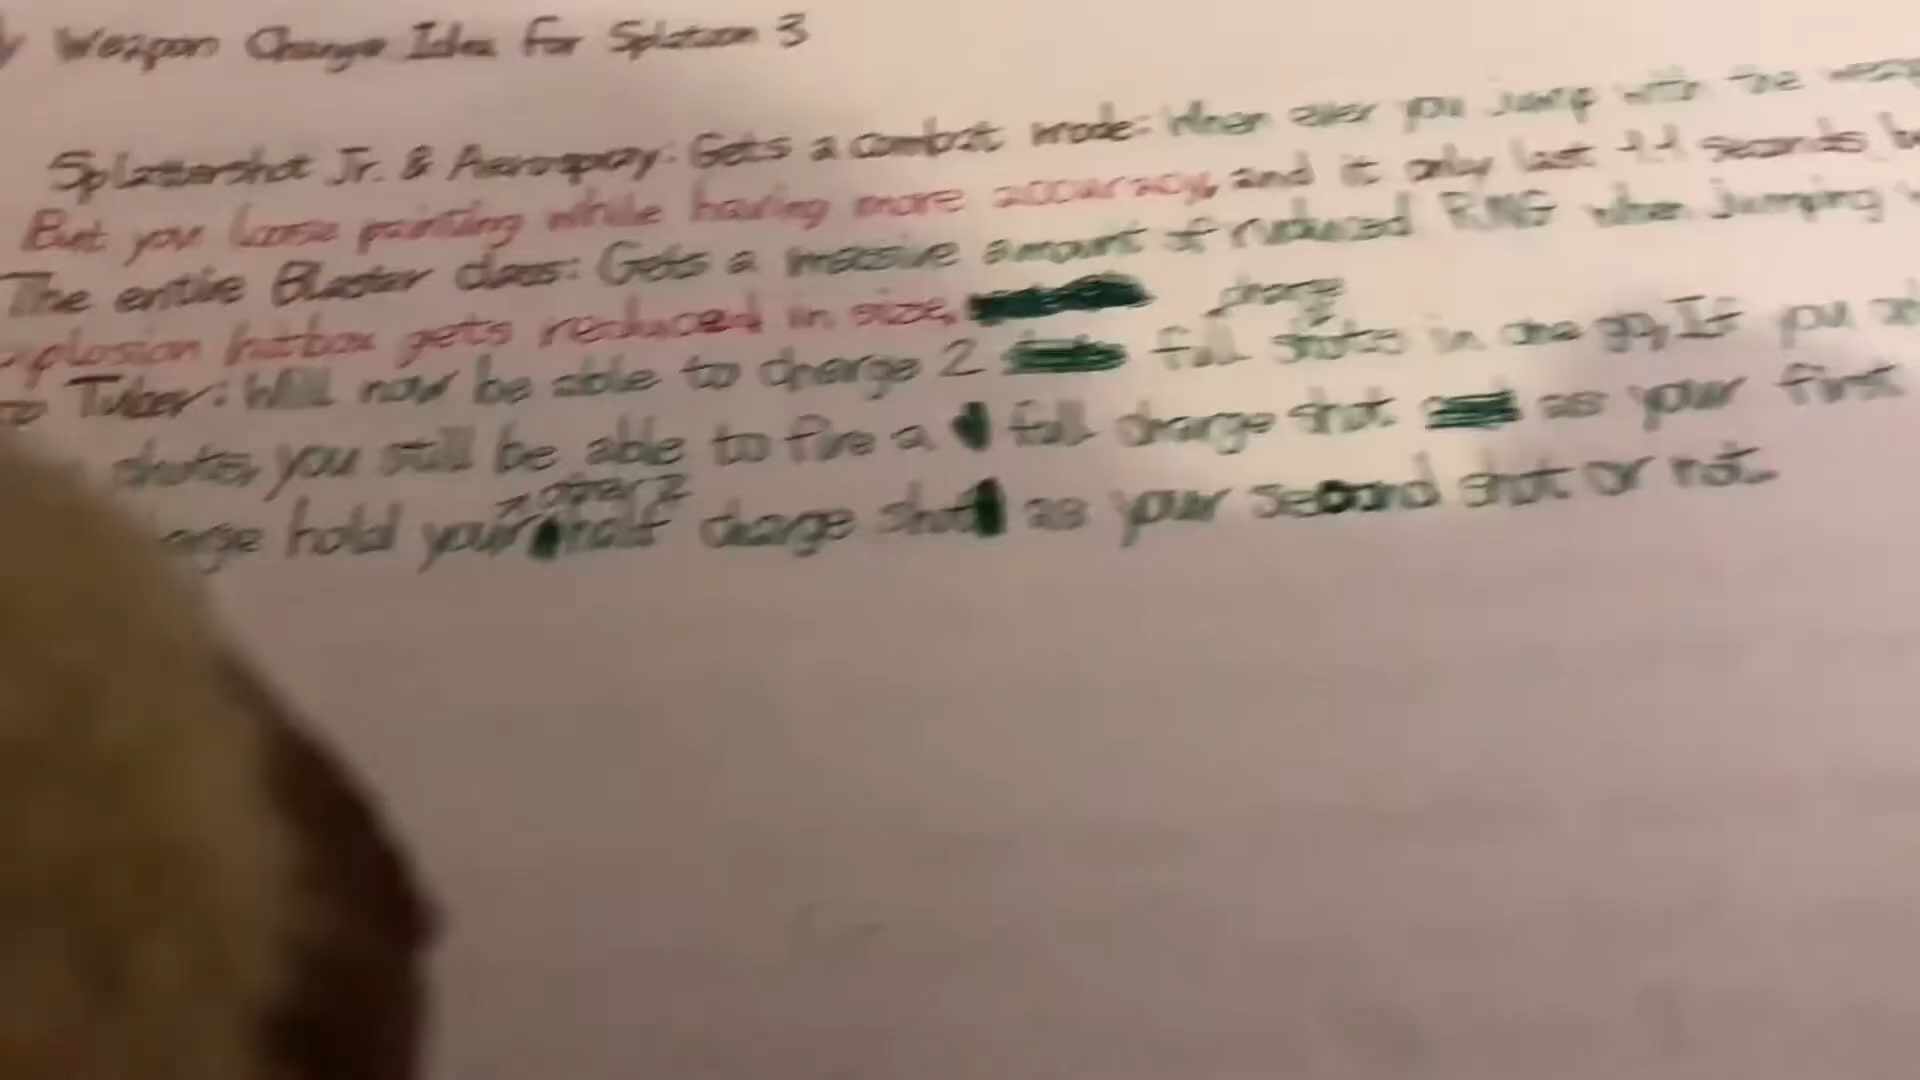 Weapon Change Idea for Splatoon 3
Splattershot Jr. & Aerospray: Gets a combat mode: When ever you jump with the
But you loose painting while having more accuracy, and it only last seconds
The entire Blaster class: Gets a massive amount of reduced RNG when jumping
explosion hitbox gets reduced in size,
charge
Tuber: Will now be able to charge 2 full shots in one go, If you
shots, you still be able to fire a full charge shot as your first
hold your half charge shot as your second shot or not.